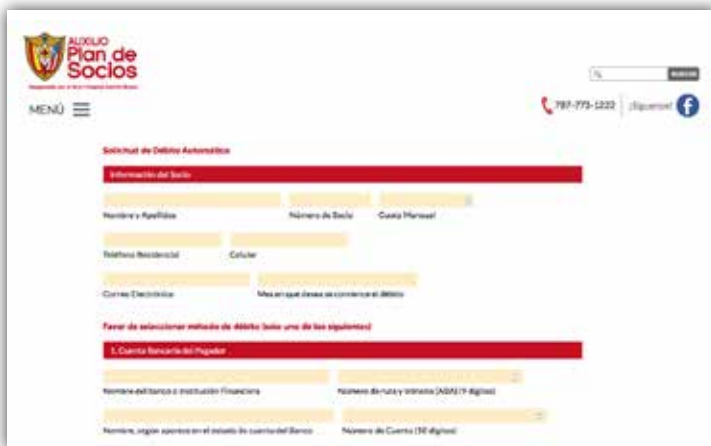 AUXILIO
Plan de
Socios
MENÚ
BUSCAR
787-773-1222 ¡Síguenos!
Solicitud de Débito Automático
Información del Socio
Nombre y Apellidos Número de Socio Cuota Mensual
Teléfono Residencial Celular
Correo Electrónico Mes en que desea se comience el débito
Favor de seleccionar método de débito (solo uno de los siguientes)
1. Cuenta Bancaria del Pagador
Nombre del Banco o Institución Financiera Número de ruta y tránsito (ABA) (9 dígitos)
Nombre, según aparece en el estado de cuenta del Banco Número de Cuenta (10 dígitos)